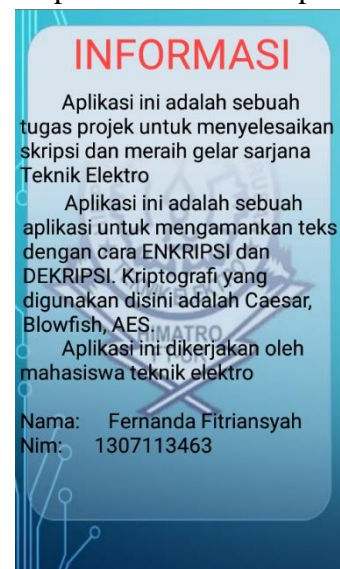 INFORMASI
Aplikasi ini adalah sebuah
tugas projek untuk menyelesaikan
skripsi dan meraih gelar sarjana
Teknik Elektro
Aplikasi ini adalah sebuah
aplikasi untuk mengamankan teks
dengan cara ENKRIPSI dan
DEKRIPSI. Kriptografi yang
digunakan disini adalah Caesar,
Blowfish, AES.
Aplikasi ini dikerjakan oleh
mahasiswa teknik elektro
Nama: Fernanda Fitriansyah
Nim: 1307113463